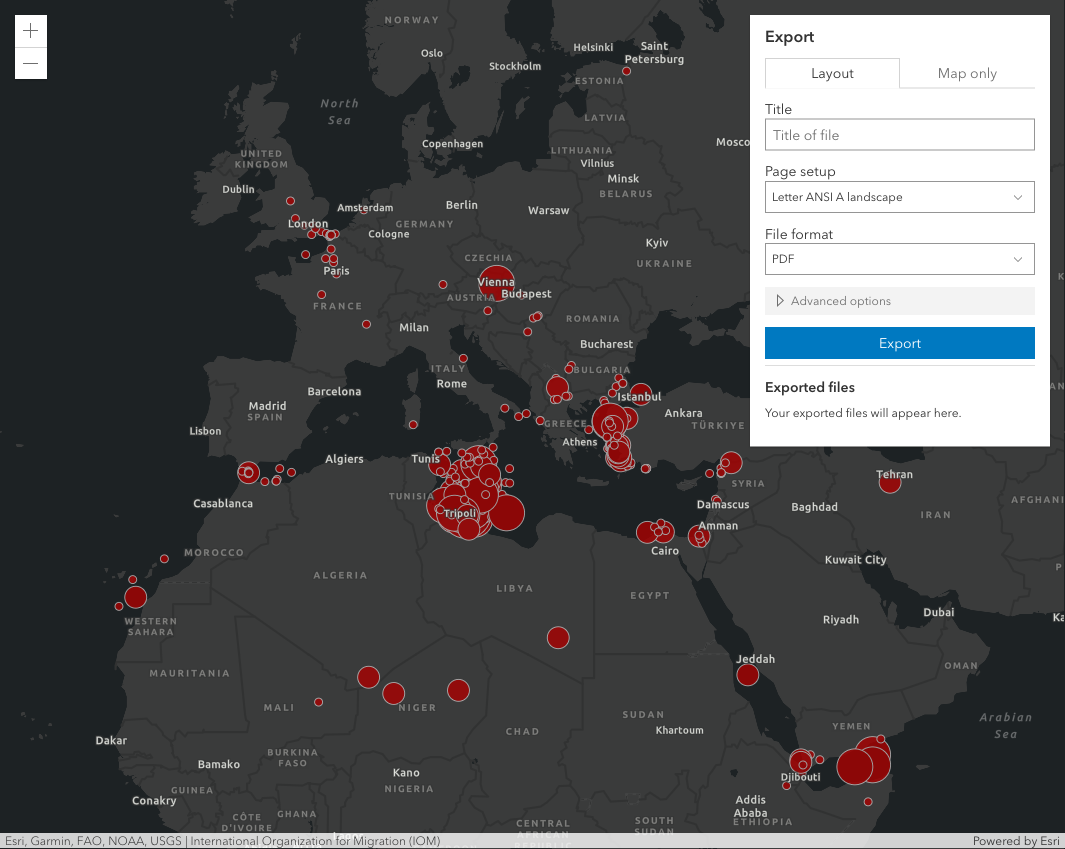 NORWAY
Oslo
Helsinki
Saint
Petersburg
Stockholm
ESTONIA
North
Sea
LATVIA
Copenhagen
Mosco
UNITED
KINGDOM
LITHUANIA
Vilnius
Minsk
BELARUS
Dublin
Amsterdam
Berlin
Warsaw
London
GERMANY
Cologne
Kyiv
UKRAINE
CZECHIA
Paris
Vienna
Budapest
AUSTRIA
FRANCE
Milan
ROMANIA
Bucharest
ITALY
BULGARIA
Rome
Barcelona
Istanbul
Madrid
SPAIN
Ankara
TÜRKIYE
GREECE
Lisbon
Athens
Algiers
Tunis
Tehran
SYRIA
TUNISIA
AFGHANI
Casablanca
Damascus
Baghdad
Tripoli
IRAN
Amman
MOROCCO
Cairo
Kuwait City
P
ALGERIA
LIBYA
EGYPT
Dubai
Ka
Riyadh
WESTERN
SAHARA
Jeddah
OMAN
MAURITANIA
MALI
NIGER
SUDAN
Arabian
Sea
Khartoum
YEMEN
CHAD
Dakar
BURKINA
FASO
Bamako
Kano
NIGERIA
Djibouti
GUINEA
Conakry
Addis
Ababa
GHANA
CÔTE
D'IVOIRE
ETHIOPIA
SOUTH
SUDAN
CENTRAL
AFRICAN
REPUBLIC
K
AN
Export
Layout
Map only
Title
Title of file
Page setup
Letter ANSI A landscape
File format
PDF
Advanced options
Export
Exported files
Your exported files will appear here.
Esri, Garmin, FAO, NOAA, USGS | International Organization for Migration (IOM)
Powered by Esri